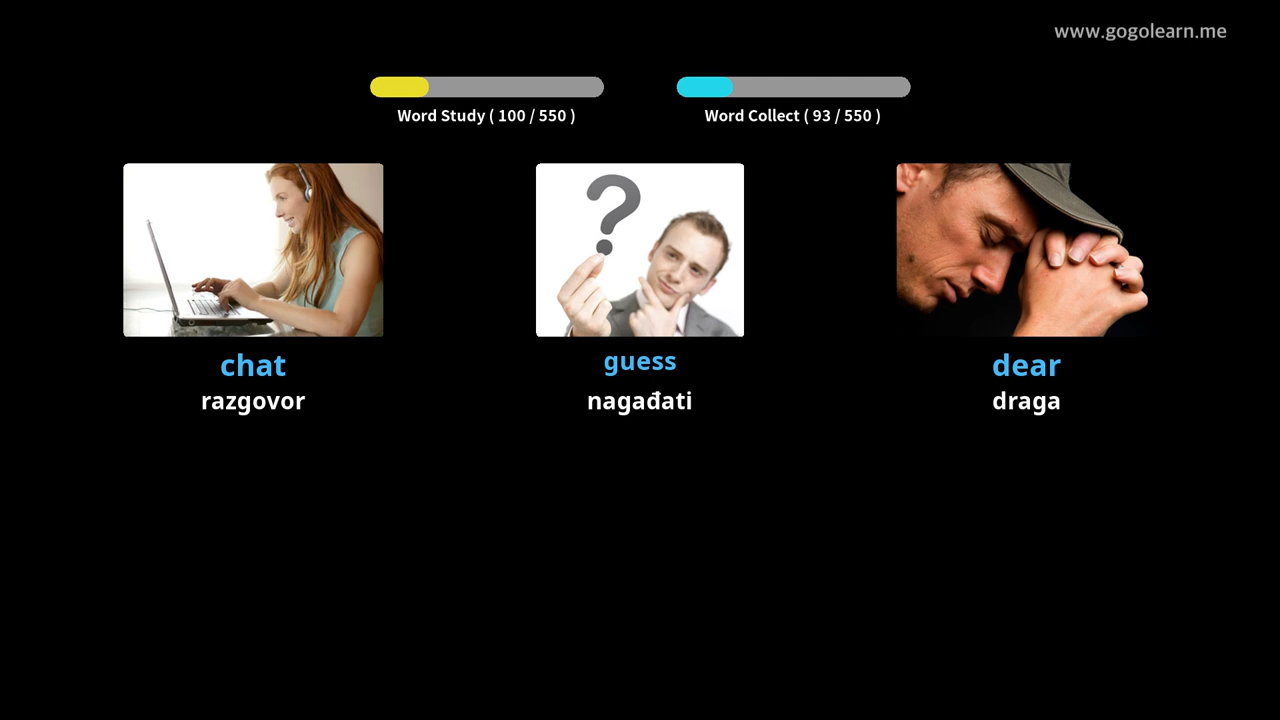 www.gogolearn.me
Word Study ( 100 / 550 )
Word Collect ( 93 / 550 )
chat
razgovor
guess
nagađati
dear
draga